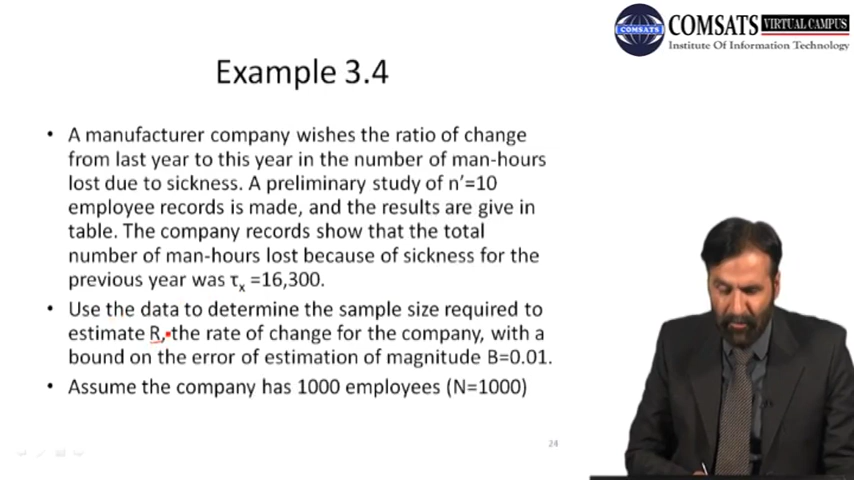 COMSATS VIRTUAL CAMPUS
COMSATS
Institute Of Information Technology
Example 3.4
• A manufacturer company wishes the ratio of change
from last year to this year in the number of man-hours
lost due to sickness. A preliminary study of n'=10
employee records is made, and the results are give in
table. The company records show that the total
number of man-hours lost because of sickness for the
previous year was τx =16,300.
• Use the data to determine the sample size required to
estimate R, the rate of change for the company, with a
bound on the error of estimation of magnitude B=0.01.
• Assume the company has 1000 employees (N=1000)
24